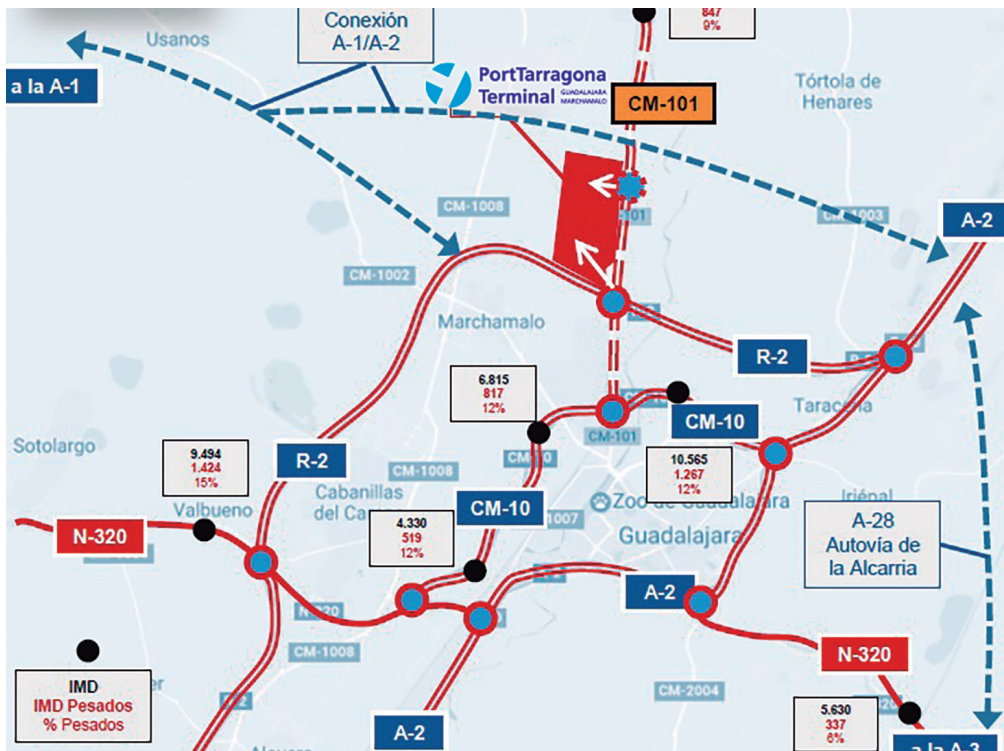 Conexión
A-1/A-2
847
9%
Usanos
a la A-1
PortTarragona
Terminal
GUADALAJARA
MARCHAMALO
CM-101
Tórtola de
Henares
CM-1008
-101
CM-1003
A-2
CM-1002
Marchamalo
R-2
6.815
817
12%
CM-10
Taracena
CM-101
Sotolargo
9.494
1.424
15%
R-2
CM-1008
10.565
1.267
12%
Valbueno
Cabanillas
del
CM-10
Zoo de Guadalajara
Iriépal
N-320
4.330
519
12%
1007
Guadalajara
A-28
Autovía de
la Alcarria
A-2
CM-1008
N-320
IMD
IMD Pesados
% Pesados
CM-2004
5.630
337
6%
A-2
a la A-3